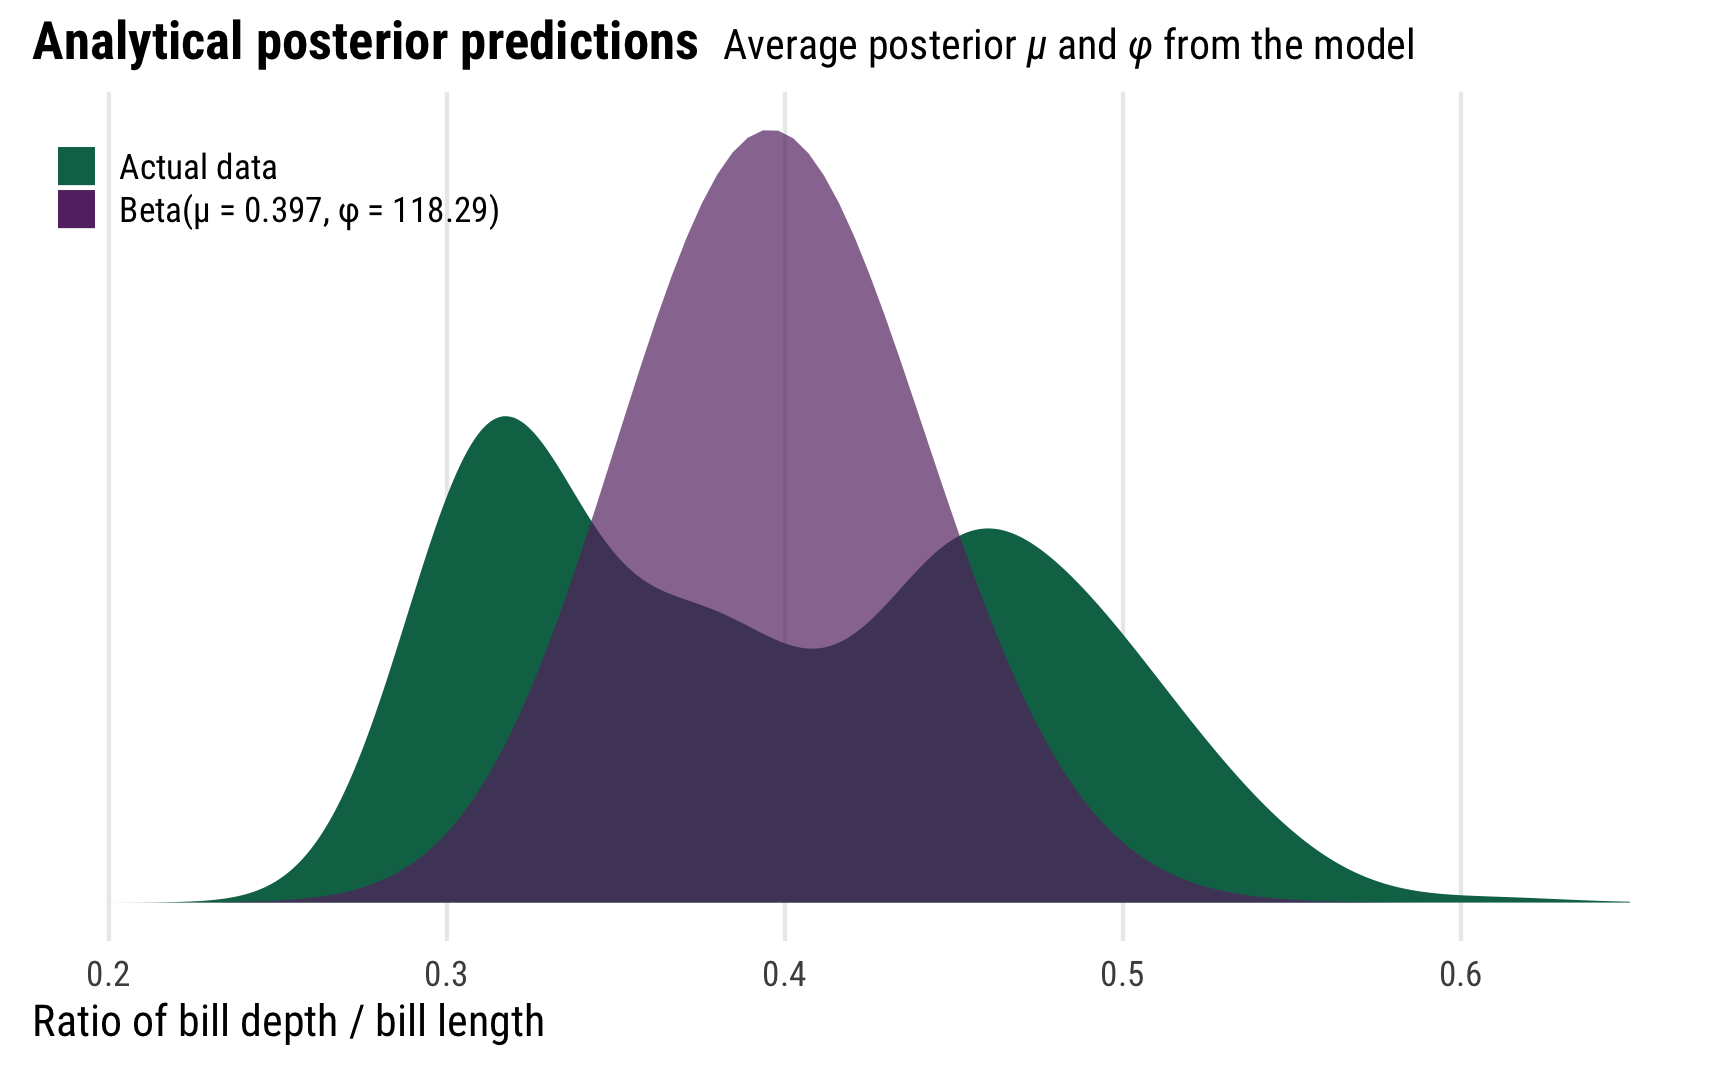 Analytical posterior predictions Average posterior μ and φ from the model
Actual data
Beta(μ = 0.397, φ = 118.29)
0.2 0.3 0.4 0.5 0.6
Ratio of bill depth / bill length